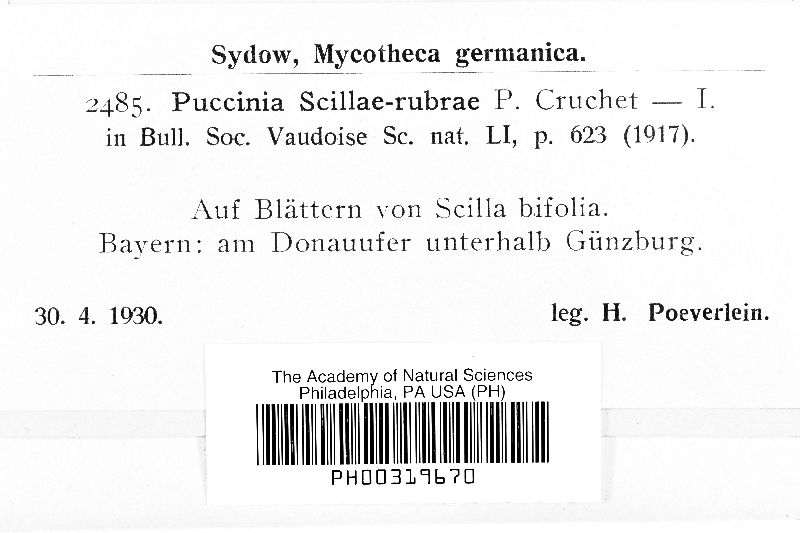 Sydow, Mycotheca germanica.
2485. Puccinia Scillae-rubrae P. Cruchet — I.
in Bull. Soc. Vaudoise Sc. nat. LI, p. 623 (1917).
Auf Blättern von Scilla bifolia.
Bayern: am Donauufer unterhalb Günzburg.
30. 4. 1930. leg. H. Poeverlein.
The Academy of Natural Sciences
Philadelphia, PA USA (PH)
PH00319670